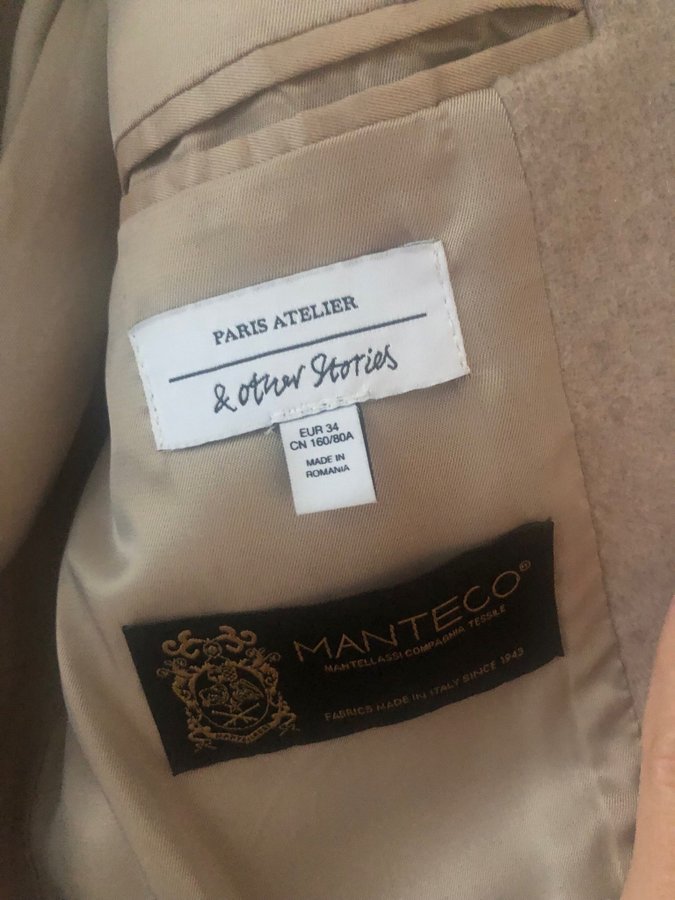 PARIS ATELIER
& other Stories
EUR 34
CN 160/80A
MADE IN
ROMANIA
MANTECO®
MANTELLASSI COMPAGNIA TESSILE
FABRICS MADE IN ITALY SINCE 1943